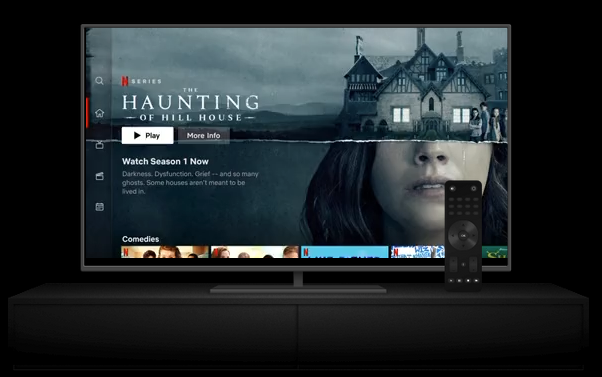 N SERIES
THE
HAUNTING
OF HILL HOUSE
Play
More Info
Watch Season 1 Now
Darkness. Dysfunction. Grief -- and so many
ghosts. Some houses aren't meant to be
lived in.
Comedies